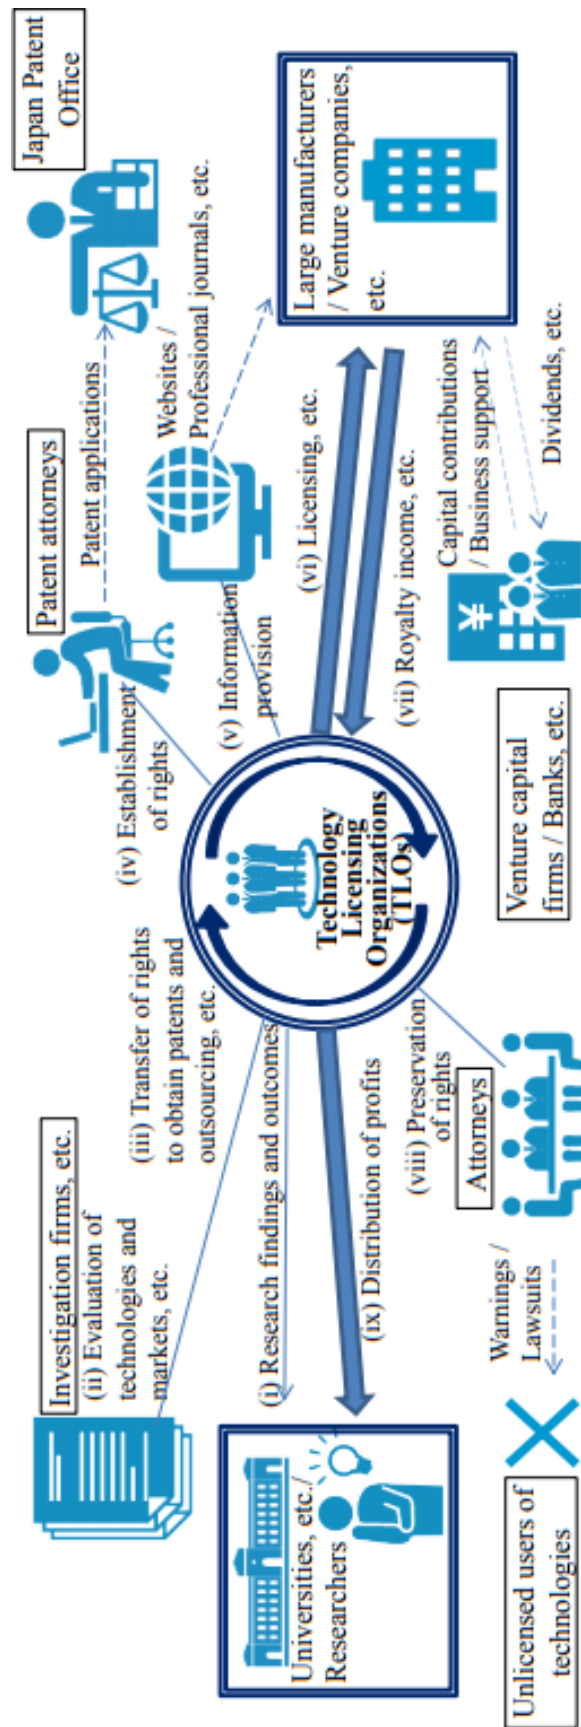 Investigation firms, etc.
(ii) Evaluation of
technologies and
markets, etc.
(iii) Transfer of rights
to obtain patents and
outsourcing, etc.
(iv) Establishment
of rights
Patent attorneys
Patent applications
Japan Patent
Office
(v) Information
provision
Websites /
Professional journals, etc.
(i) Research findings and outcomes
Universities, etc./
Researchers
(ix) Distribution of profits
Technology
Licensing
Organizations
(TLOs)
(vi) Licensing, etc.
(vii) Royalty income, etc.
Large manufacturers
/ Venture companies,
etc.
Capital contributions
/ Business support
Dividends, etc.
¥
Venture capital
firms / Banks, etc.
(viii) Preservation
of rights
Attorneys
Warnings /
Lawsuits
Unlicensed users of
technologies